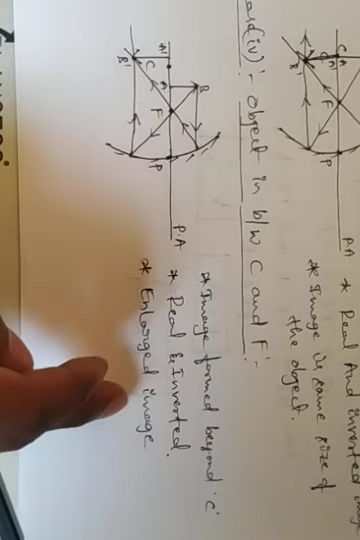 P.A
* Real and inverted
* Image is same size of
the object.
(iv):- object in b/w C and F:-
A'
C
A
B
B'
F
P
P.A
* Image formed beyond 'C'
* Real & Inverted.
* Enlarged image